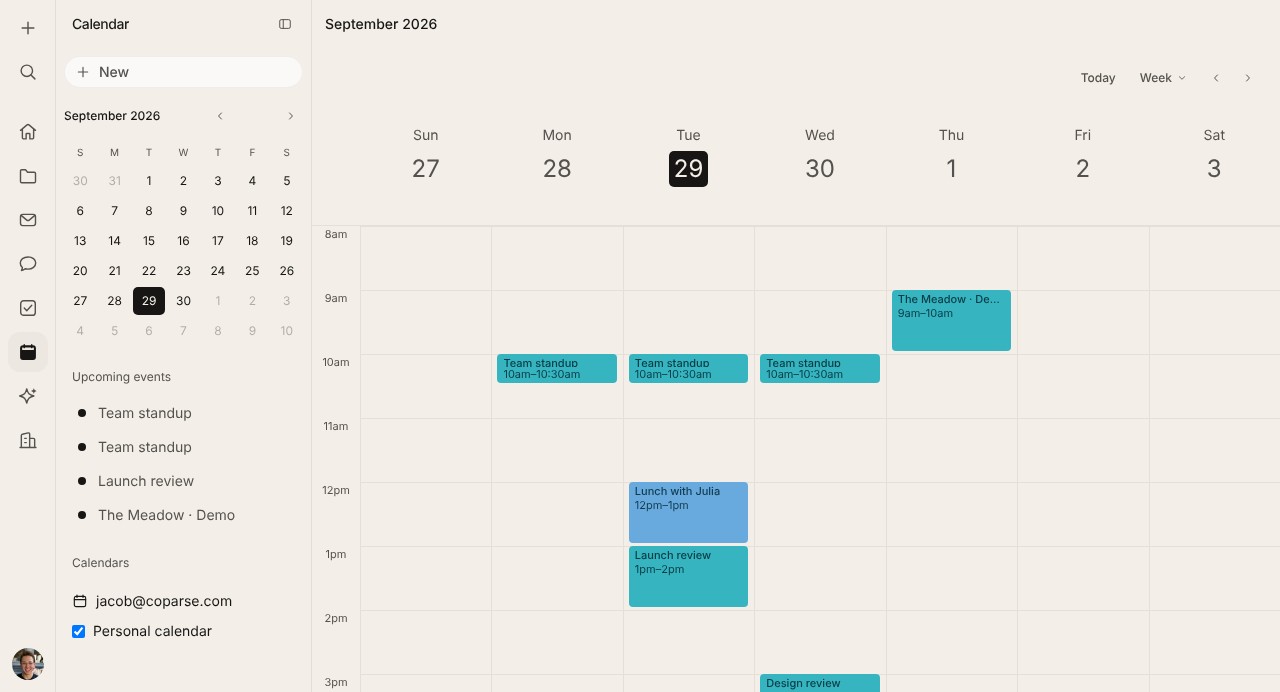 Calendar
New
September 2026
S M T W T F S
30 31 1 2 3 4 5
6 7 8 9 10 11 12
13 14 15 16 17 18 19
20 21 22 23 24 25 26
27 28 29 30 1 2 3
4 5 6 7 8 9 10
Upcoming events
Team standup
Team standup
Launch review
The Meadow · Demo
Calendars
jacob@coparse.com
Personal calendar
September 2026
Today Week
Sun Mon Tue Wed Thu Fri Sat
27 28 29 30 1 2 3
8am
9am
The Meadow · De...
9am–10am
10am
Team standup
10am–10:30am
Team standup
10am–10:30am
Team standup
10am–10:30am
11am
12pm
Lunch with Julia
12pm–1pm
1pm
Launch review
1pm–2pm
2pm
3pm
Design review